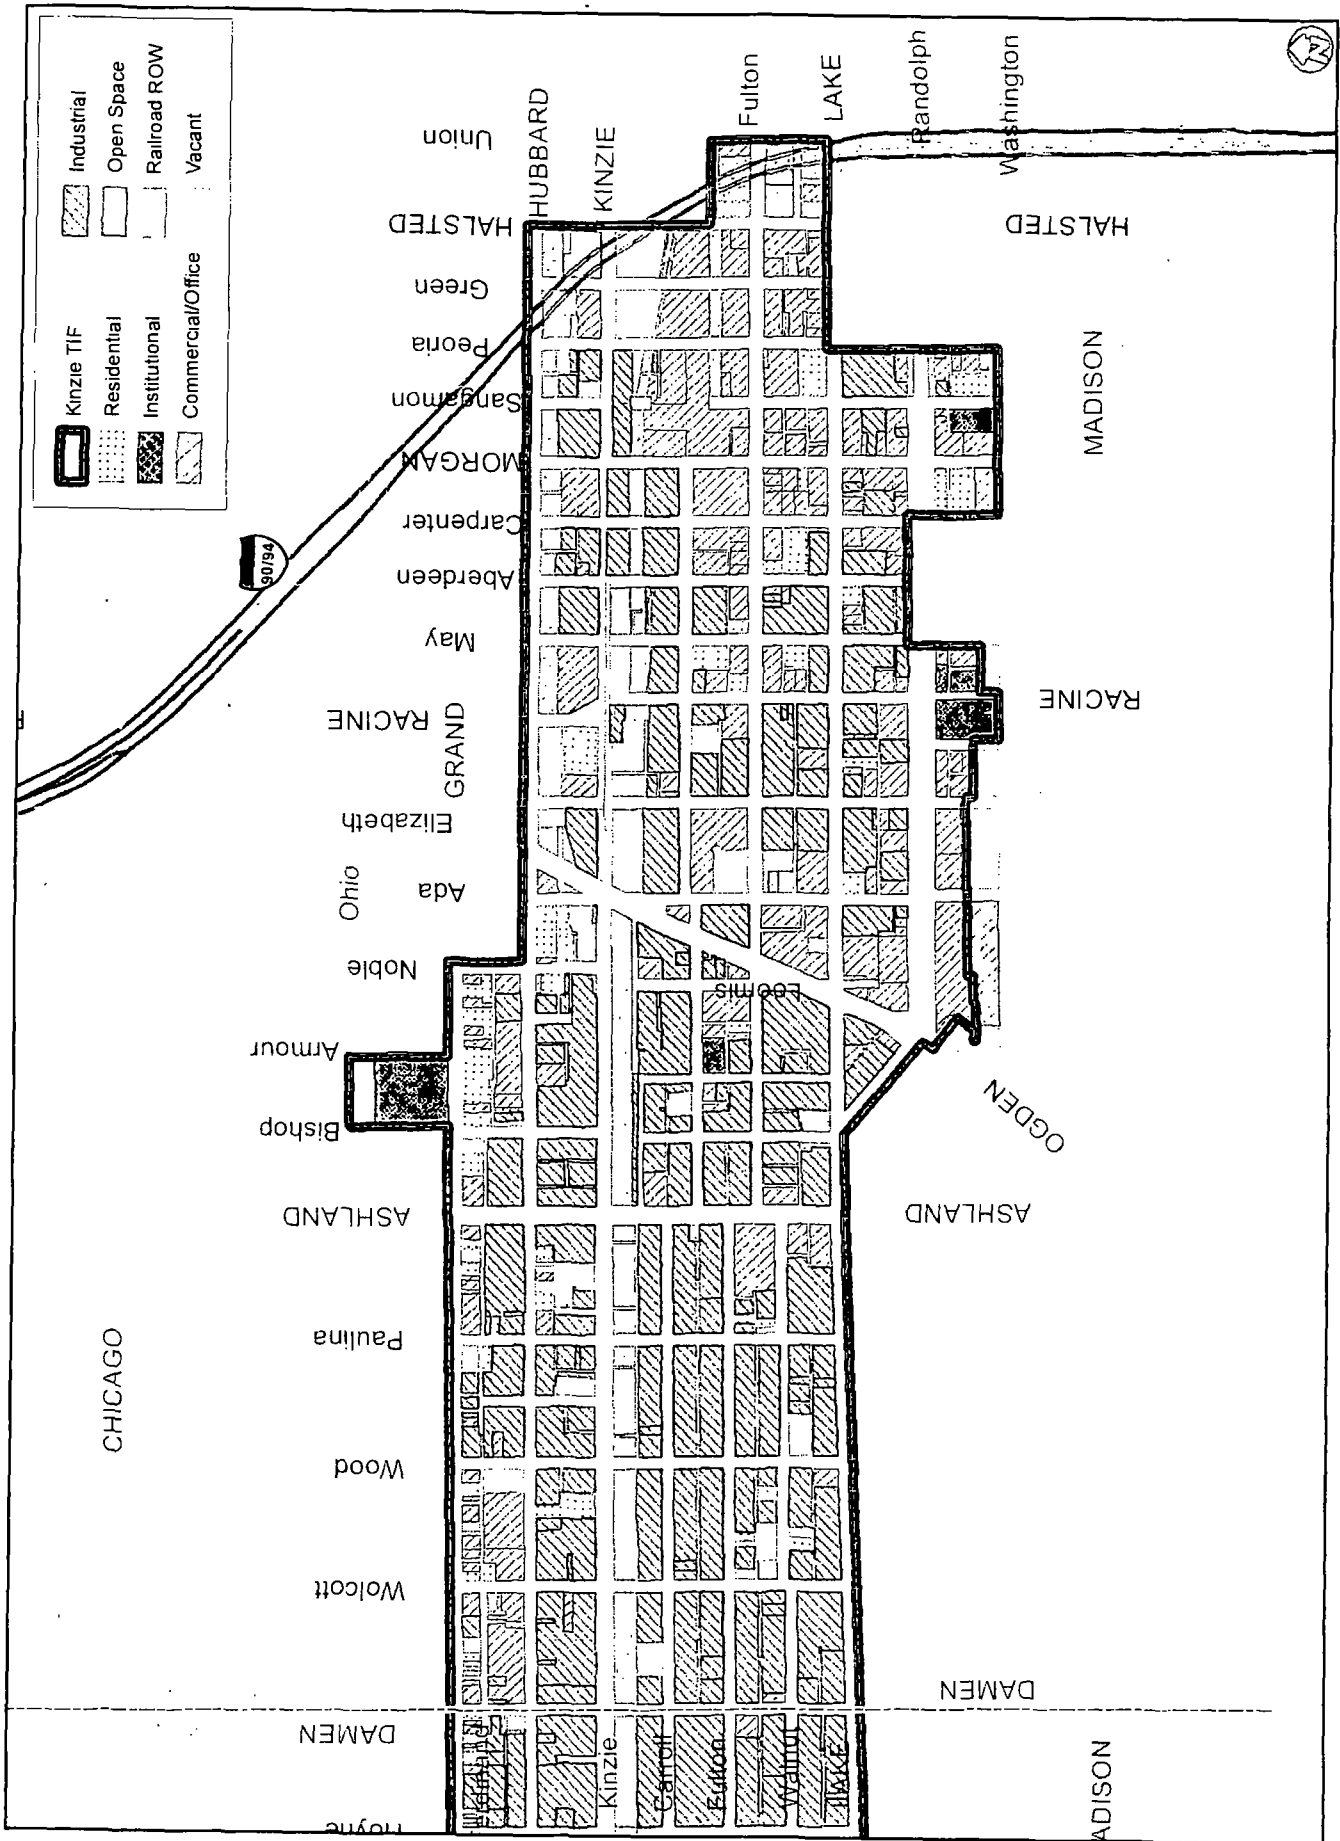 Kinzie TIF
Residential
Institutional
Commercial/Office
Industrial
Open Space
Railroad ROW
Vacant
N
90/94
Union
HALSTED
Green
Peoria
Sangamon
MORGAN
Carpenter
Aberdeen
May
RACINE
GRAND
Elizabeth
Ohio
Ada
Noble
Armour
Bishop
ASHLAND
Paulina
CHICAGO
Wood
Wolcott
DAMEN
Hoyne
HUBBARD
KINZIE
Fulton
LAKE
Randolph
Washington
HALSTED
MADISON
RACINE
Loomis
OGDEN
ASHLAND
DAMEN
Kinzie
Carroll
Fulton
Walnut
LAKE
ADISON